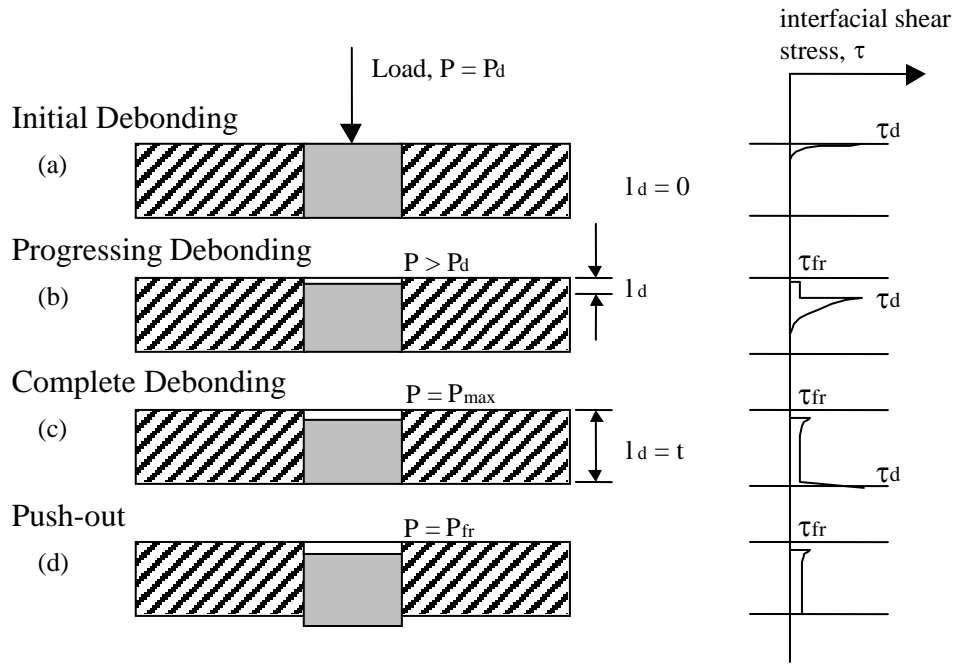 interfacial shear
stress, τ
Load, P = Pd
Initial Debonding
τd
(a)
ld = 0
Progressing Debonding
P > Pd
τfr
(b)
ld
τd
Complete Debonding
P = Pmax
τfr
(c)
ld = t
τd
Push-out
P = Pfr
τfr
(d)